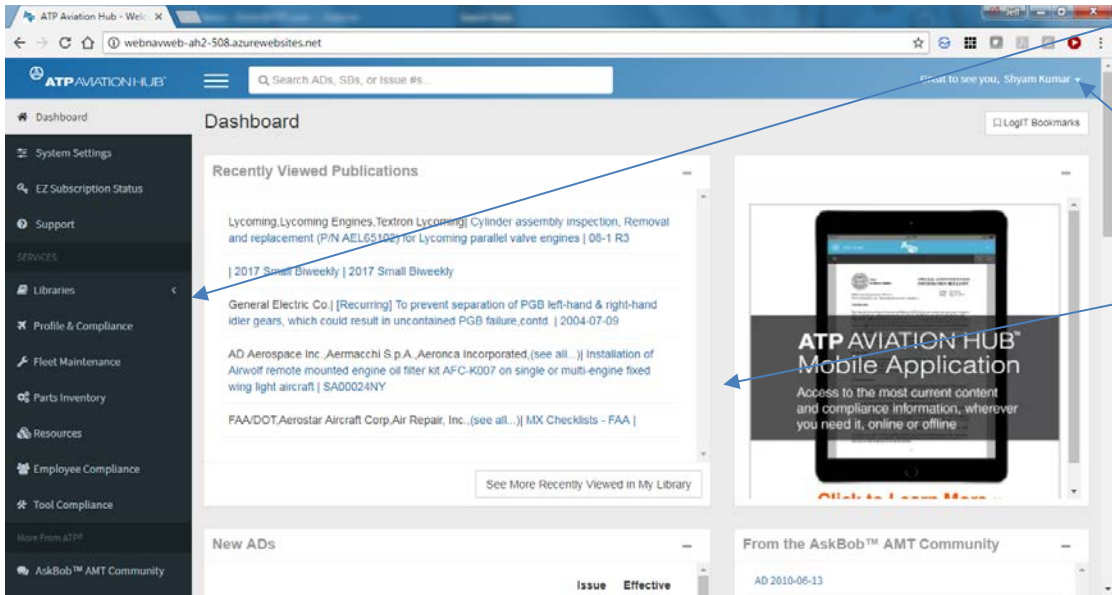 ATP Aviation Hub - Welc
webnavweb-ah2-508.azurewebsites.net
ATP AVIATION HUB
Search ADs, SBs, or Issue #s...
Great to see you, Shyam Kumar
Dashboard
System Settings
EZ Subscription Status
Support
SERVICES
Libraries
Profile & Compliance
Fleet Maintenance
Parts Inventory
Resources
Employee Compliance
Tool Compliance
More From ATP®
AskBob™ AMT Community
Dashboard
LogIT Bookmarks
Recently Viewed Publications
Lycoming,Lycoming Engines,Textron Lycoming| Cylinder assembly inspection, Removal
and replacement (P/N AEL65102) for Lycoming parallel valve engines | 06-1 R3
| 2017 Small Biweekly | 2017 Small Biweekly
General Electric Co.| [Recurring] To prevent separation of PGB left-hand & right-hand
idler gears, which could result in uncontained PGB failure,contd. | 2004-07-09
AD Aerospace Inc.,Aermacchi S.p.A.,Aeronca Incorporated,(see all...)| Installation of
Airwolf remote mounted engine oil filter kit AFC-K007 on single or multi-engine fixed
wing light aircraft | SA00024NY
FAA/DOT,Aerostar Aircraft Corp,Air Repair, Inc.,(see all...)| MX Checklists - FAA |
See More Recently Viewed in My Library
ATP AVIATION HUB™
Mobile Application
Access to the most current content
and compliance information, wherever
you need it, online or offline
Click to Learn More
New ADs
Issue Effective
From the AskBob™ AMT Community
AD 2010-06-13